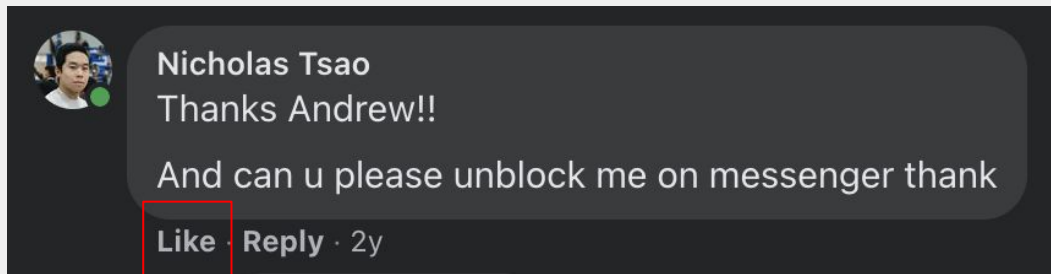 Nicholas Tsao
Thanks Andrew!!
And can u please unblock me on messenger thank
Like · Reply · 2y